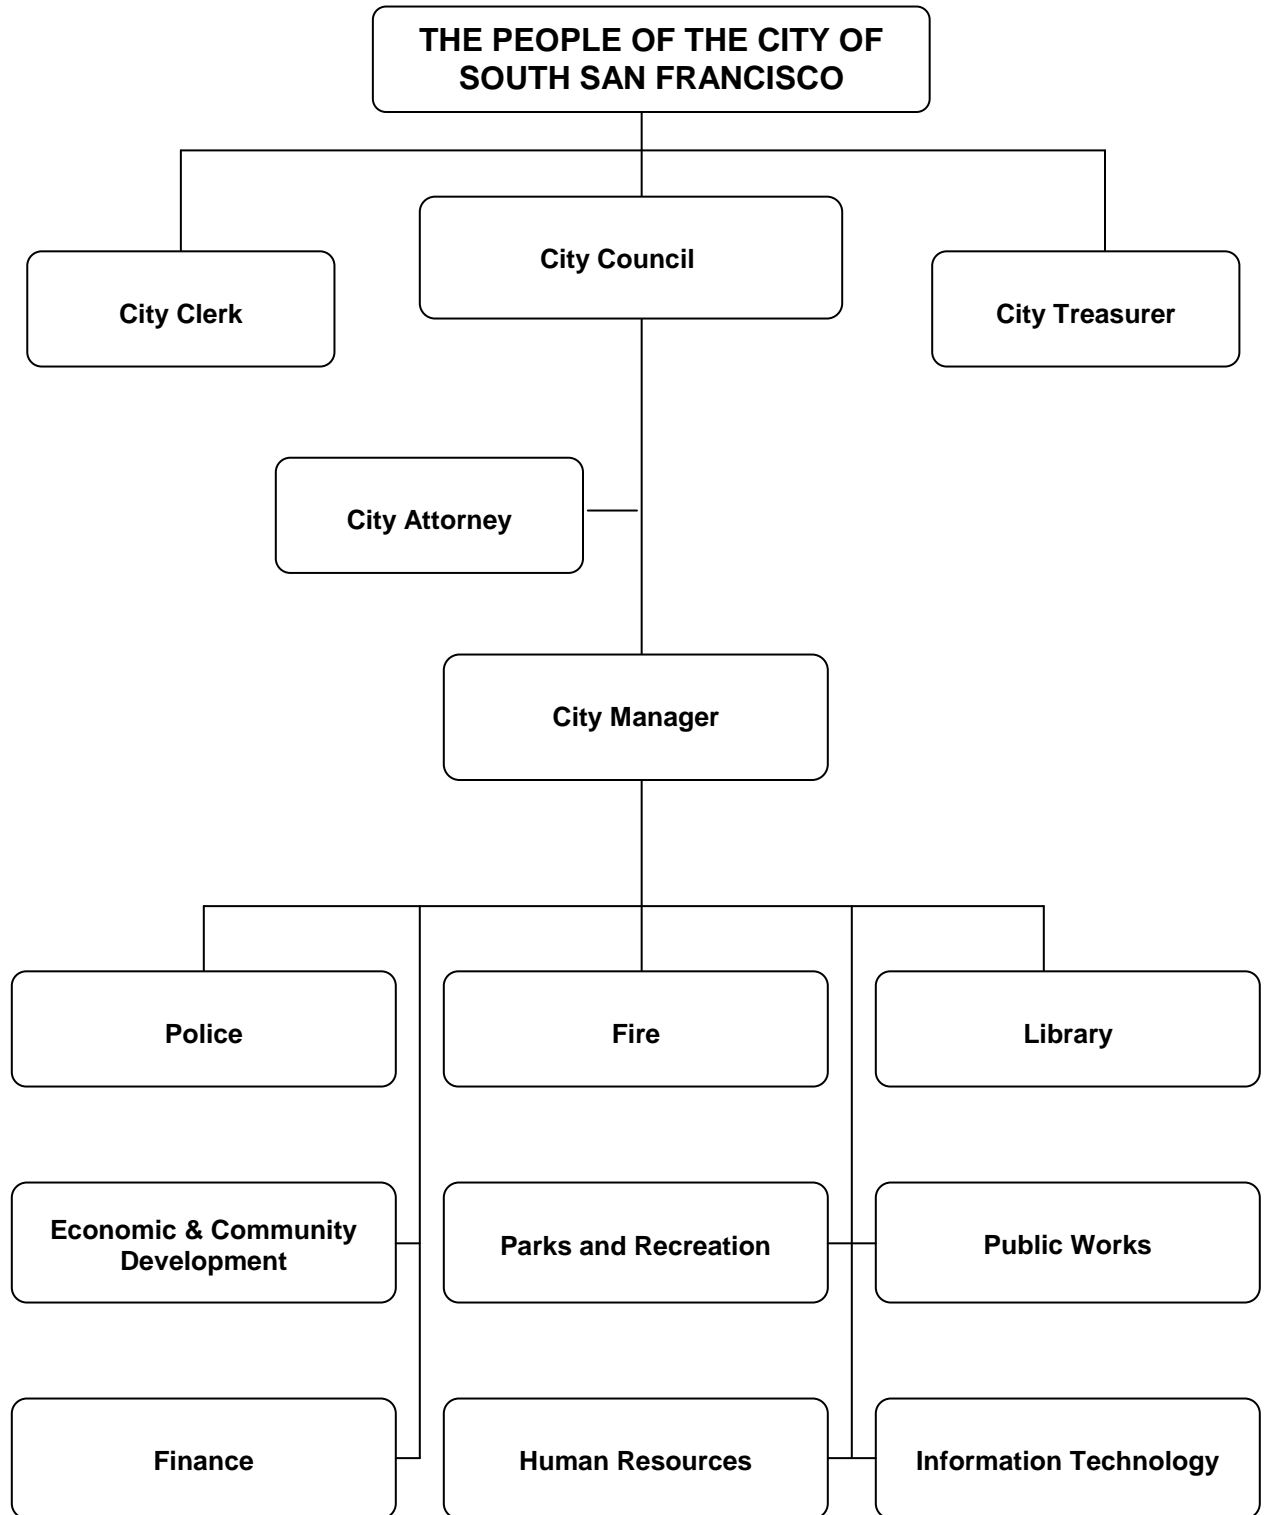 THE PEOPLE OF THE CITY OF
SOUTH SAN FRANCISCO
City Council
City Clerk
City Treasurer
City Attorney
City Manager
Police
Fire
Library
Economic & Community
Development
Parks and Recreation
Public Works
Finance
Human Resources
Information Technology